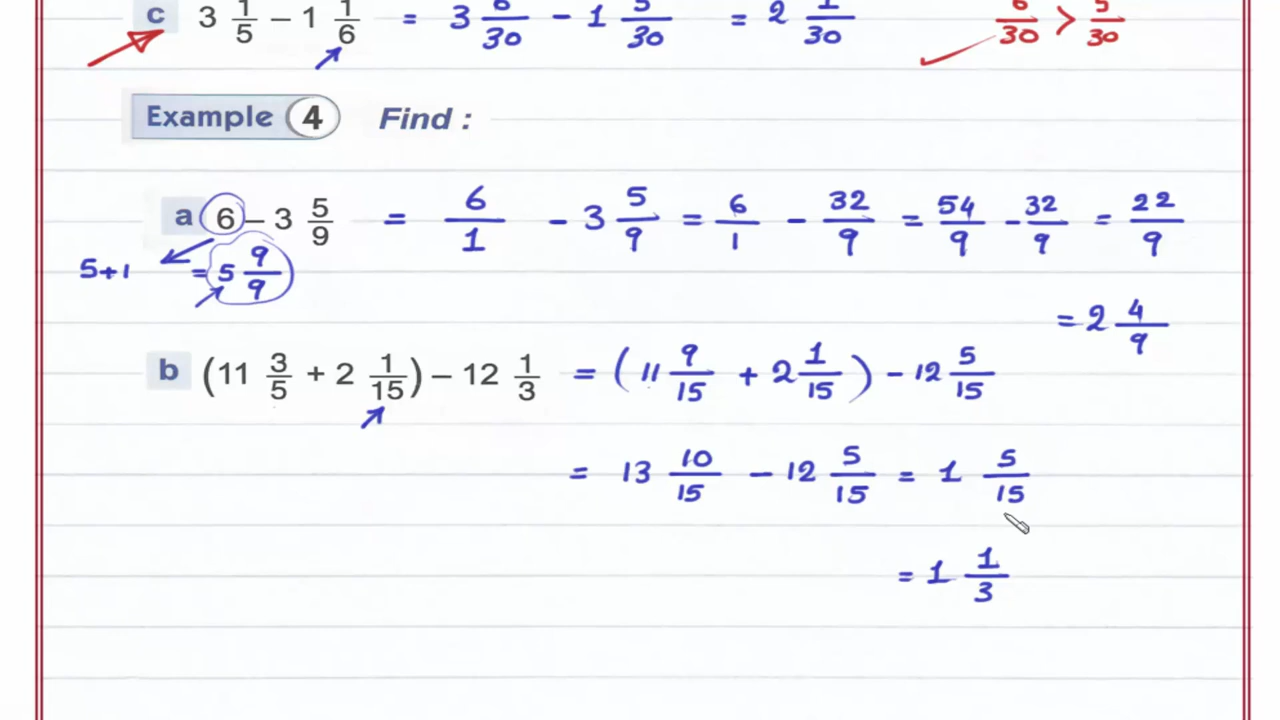 c 3 1/5 – 1 1/6 = 3 6/30 – 1 5/30 = 2 1/30 6/30 > 5/30
Example 4 Find :
a 6 – 3 5/9 = 6/1 – 3 5/9 = 6/1 – 32/9 = 54/9 – 32/9 = 22/9
5+1 = 5 9/9
= 2 4/9
b (11 3/5 + 2 1/15) – 12 1/3 = (11 9/15 + 2 1/15) – 12 5/15
= 13 10/15 – 12 5/15 = 1 5/15
= 1 1/3